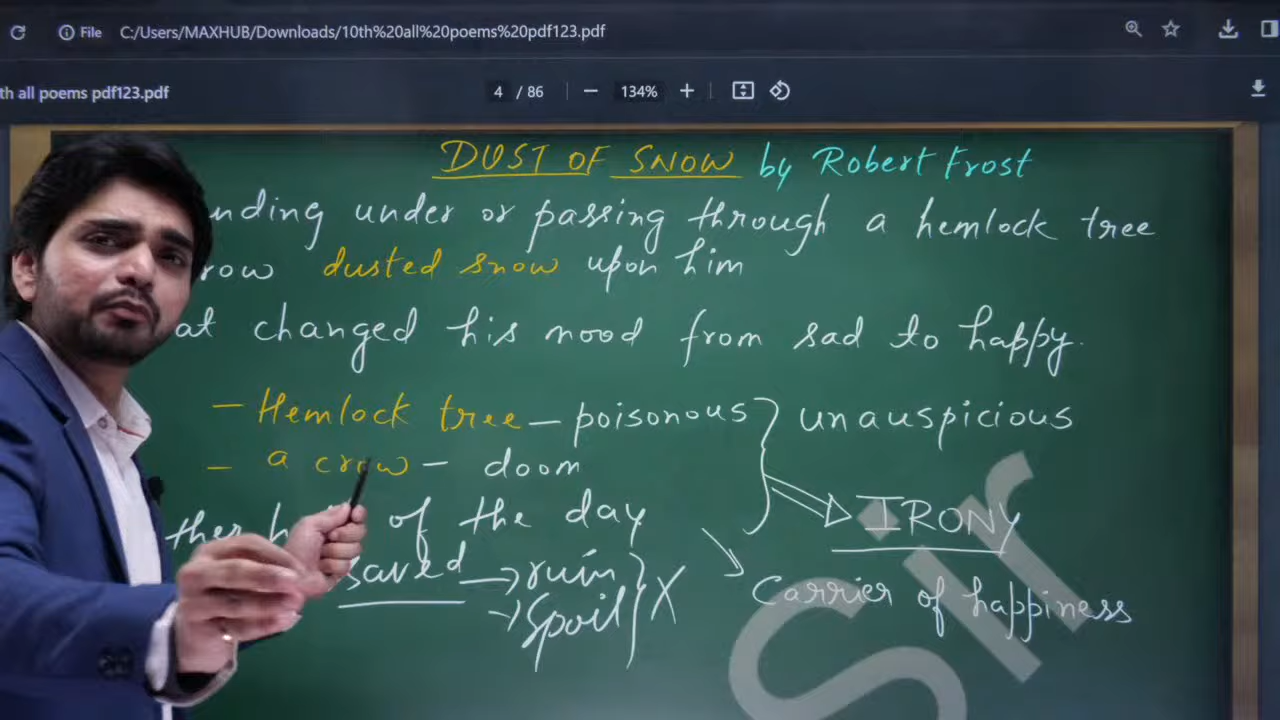 File C:/Users/MAXHUB/Downloads/10th%20all%20poems%20pdf123.pdf
th all poems pdf123.pdf 4 / 86 134%
DUST OF SNOW by Robert Frost
nding under or passing through a hemlock tree
row dusted snow upon him
at changed his mood from sad to happy.
- Hemlock tree - poisonous unauspicious
- a crow - doom
ther h of the day IRONY
saved → ruin
→ spoil X Carrier of happiness
Sir